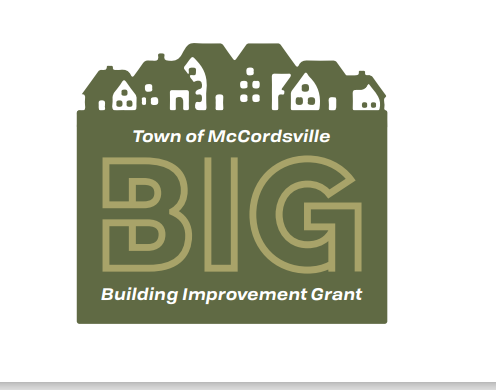 Town of McCordsville
BIG
Building Improvement Grant